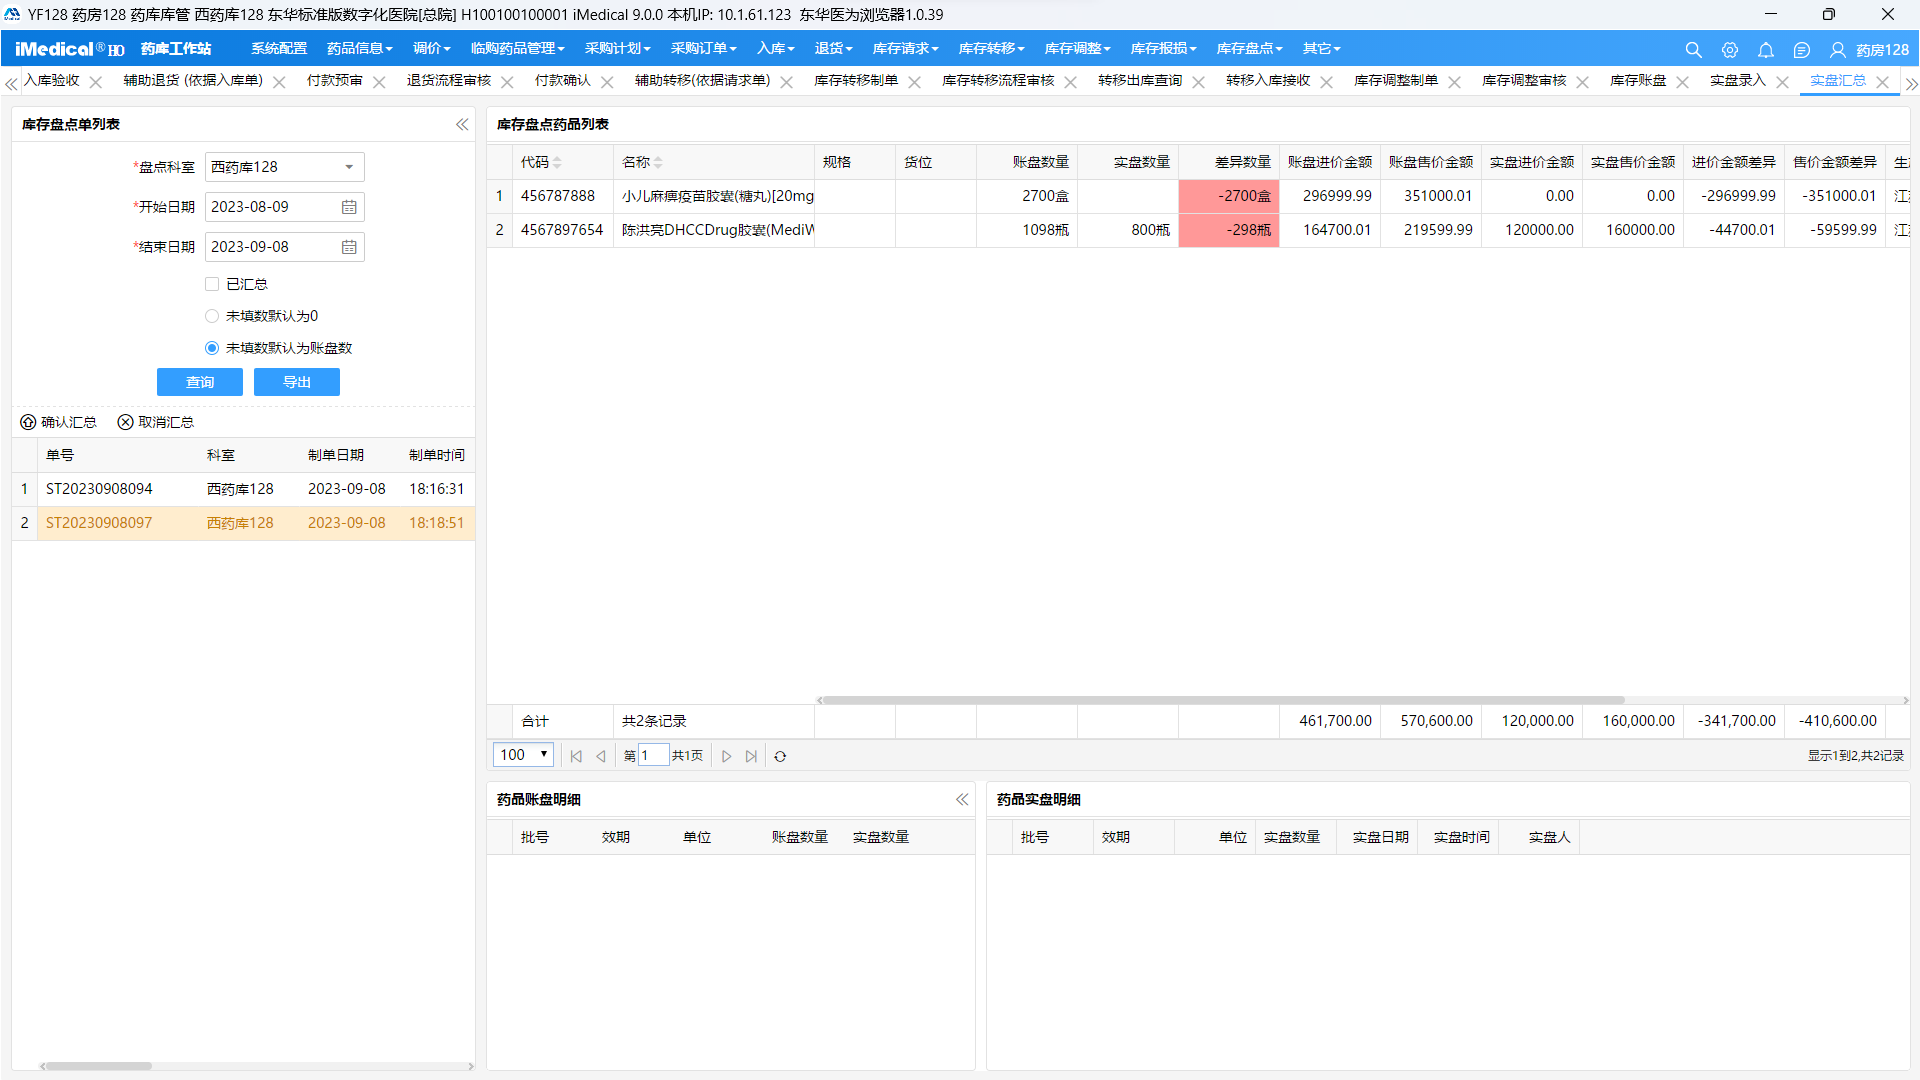 YF128 药房128 药库库管 西药库128 东华标准版数字化医院[总院] H100100100001 iMedical 9.0.0 本机IP: 10.1.61.123 东华医为浏览器1.0.39
iMedical® HO 药库工作站 系统配置 药品信息 调价 临购药品管理 采购计划 采购订单 入库 退货 库存请求 库存转移 库存调整 库存报损 库存盘点 其它 药房128
入库验收 辅助退货 (依据入库单) 付款预审 退货流程审核 付款确认 辅助转移(依据请求单) 库存转移制单 库存转移流程审核 转移出库查询 转移入库接收 库存调整制单 库存调整审核 库存账盘 实盘录入 实盘汇总
库存盘点单列表
*盘点科室 西药库128
*开始日期 2023-08-09
*结束日期 2023-09-08
已汇总
未填数默认为0
未填数默认为账盘数
查询 导出
确认汇总 取消汇总
单号 科室 制单日期 制单时间
1 ST20230908094 西药库128 2023-09-08 18:16:31
2 ST20230908097 西药库128 2023-09-08 18:18:51
库存盘点药品列表
代码 名称 规格 货位 账盘数量 实盘数量 差异数量 账盘进价金额 账盘售价金额 实盘进价金额 实盘售价金额 进价金额差异 售价金额差异 生
1 456787888 小儿麻痹疫苗胶囊(糖丸)[20mg 2700盒 -2700盒 296999.99 351000.01 0.00 0.00 -296999.99 -351000.01 江
2 4567897654 陈洪亮DHCCDrug胶囊(MediW 1098瓶 800瓶 -298瓶 164700.01 219599.99 120000.00 160000.00 -44700.01 -59599.99 江
合计 共2条记录 461,700.00 570,600.00 120,000.00 160,000.00 -341,700.00 -410,600.00
100 第 1 共1页 显示1到2,共2记录
药品账盘明细
批号 效期 单位 账盘数量 实盘数量
药品实盘明细
批号 效期 单位 实盘数量 实盘日期 实盘时间 实盘人